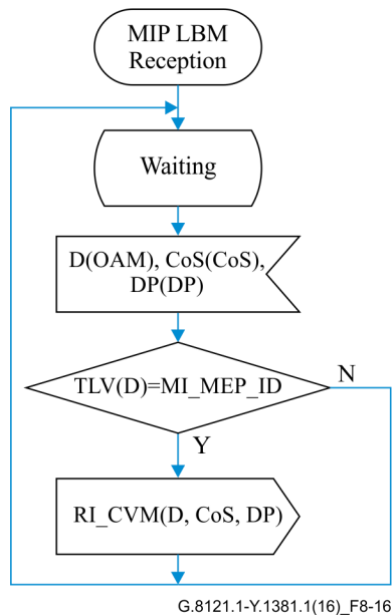 MIP LBM
Reception
Waiting
D(OAM), CoS(CoS),
DP(DP)
TLV(D)=MI_MEP_ID
N
Y
RI_CVM(D, CoS, DP)
G.8121.1-Y.1381.1(16)_F8-16